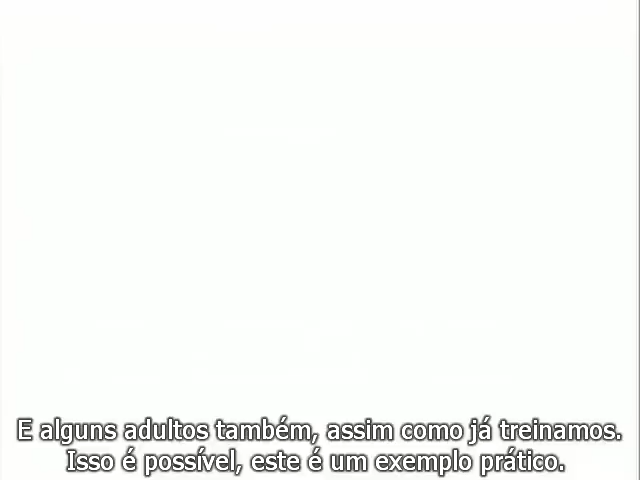 E alguns adultos também, assim como já treinamos.
Isso é possível, este é um exemplo prático.